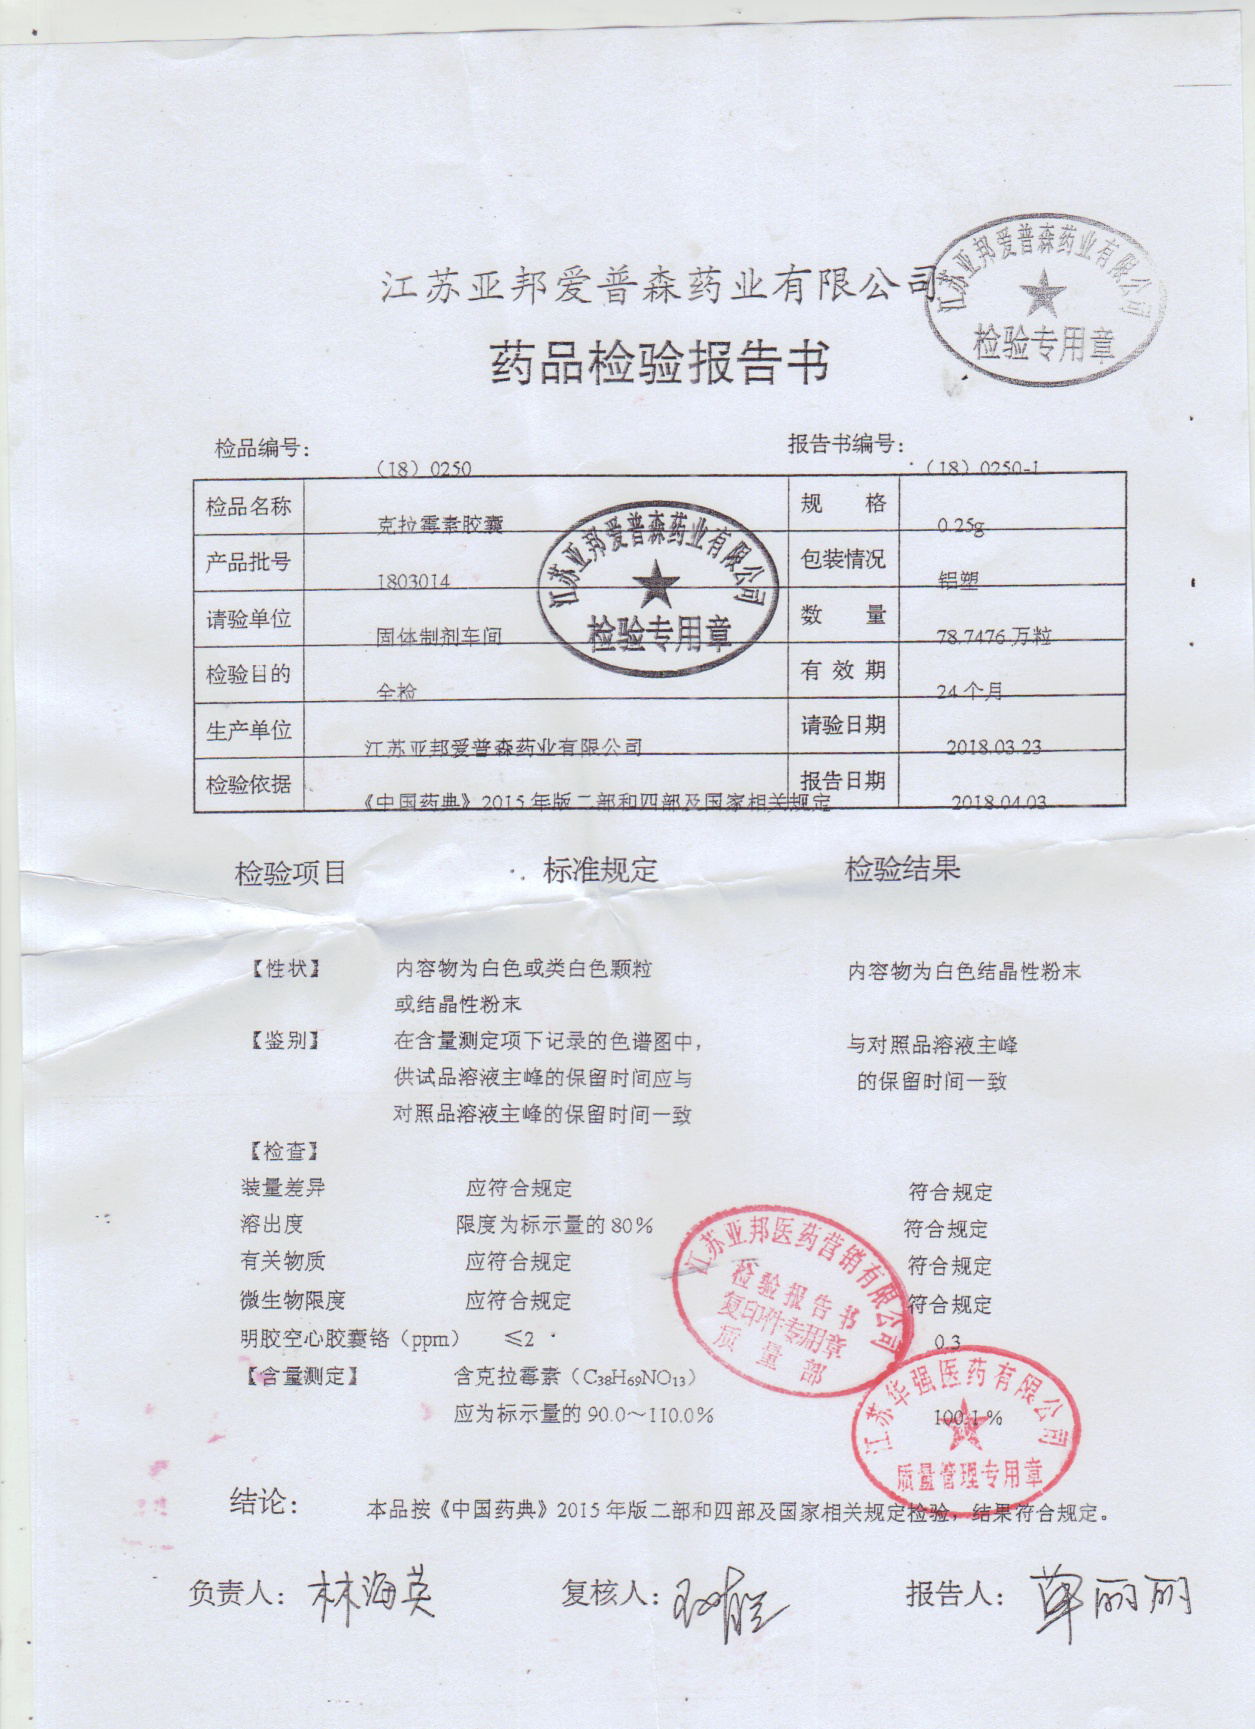 江苏亚邦爱普森药业有限公司
江苏亚邦爱普森药业有限公司
检验专用章
药品检验报告书
检品编号： （18）0250 报告书编号： （18）0250-1
检品名称 克拉霉素胶囊 规 格 0.25g
产品批号 1803014 包装情况 铝塑
请验单位 固体制剂车间 数 量 78.7476万粒
检验目的 全检 有 效 期 24个月
生产单位 江苏亚邦爱普森药业有限公司 请验日期 2018.03.23
检验依据 《中国药典》2015年版二部和四部及国家相关规定 报告日期 2018.04.03
江苏亚邦爱普森药业有限公司
检验专用章
检验项目 标准规定 检验结果
【性状】 内容物为白色或类白色颗粒 内容物为白色结晶性粉末
或结晶性粉末
【鉴别】 在含量测定项下记录的色谱图中， 与对照品溶液主峰
供试品溶液主峰的保留时间应与 的保留时间一致
对照品溶液主峰的保留时间一致
【检查】
装量差异 应符合规定 符合规定
溶出度 限度为标示量的80% 符合规定
有关物质 应符合规定 符合规定
微生物限度 应符合规定 符合规定
明胶空心胶囊铬（ppm） ≤2 0.3
【含量测定】 含克拉霉素（C₃₈H₆₉NO₁₃）
应为标示量的90.0～110.0% 100.1%
江苏亚邦医药营销有限公司
检验报告书
复印件专用章
质量部
江苏华强医药有限公司
质量管理专用章
结论： 本品按《中国药典》2015年版二部和四部及国家相关规定检验，结果符合规定。
负责人：林海英 复核人： 报告人：草丽丽